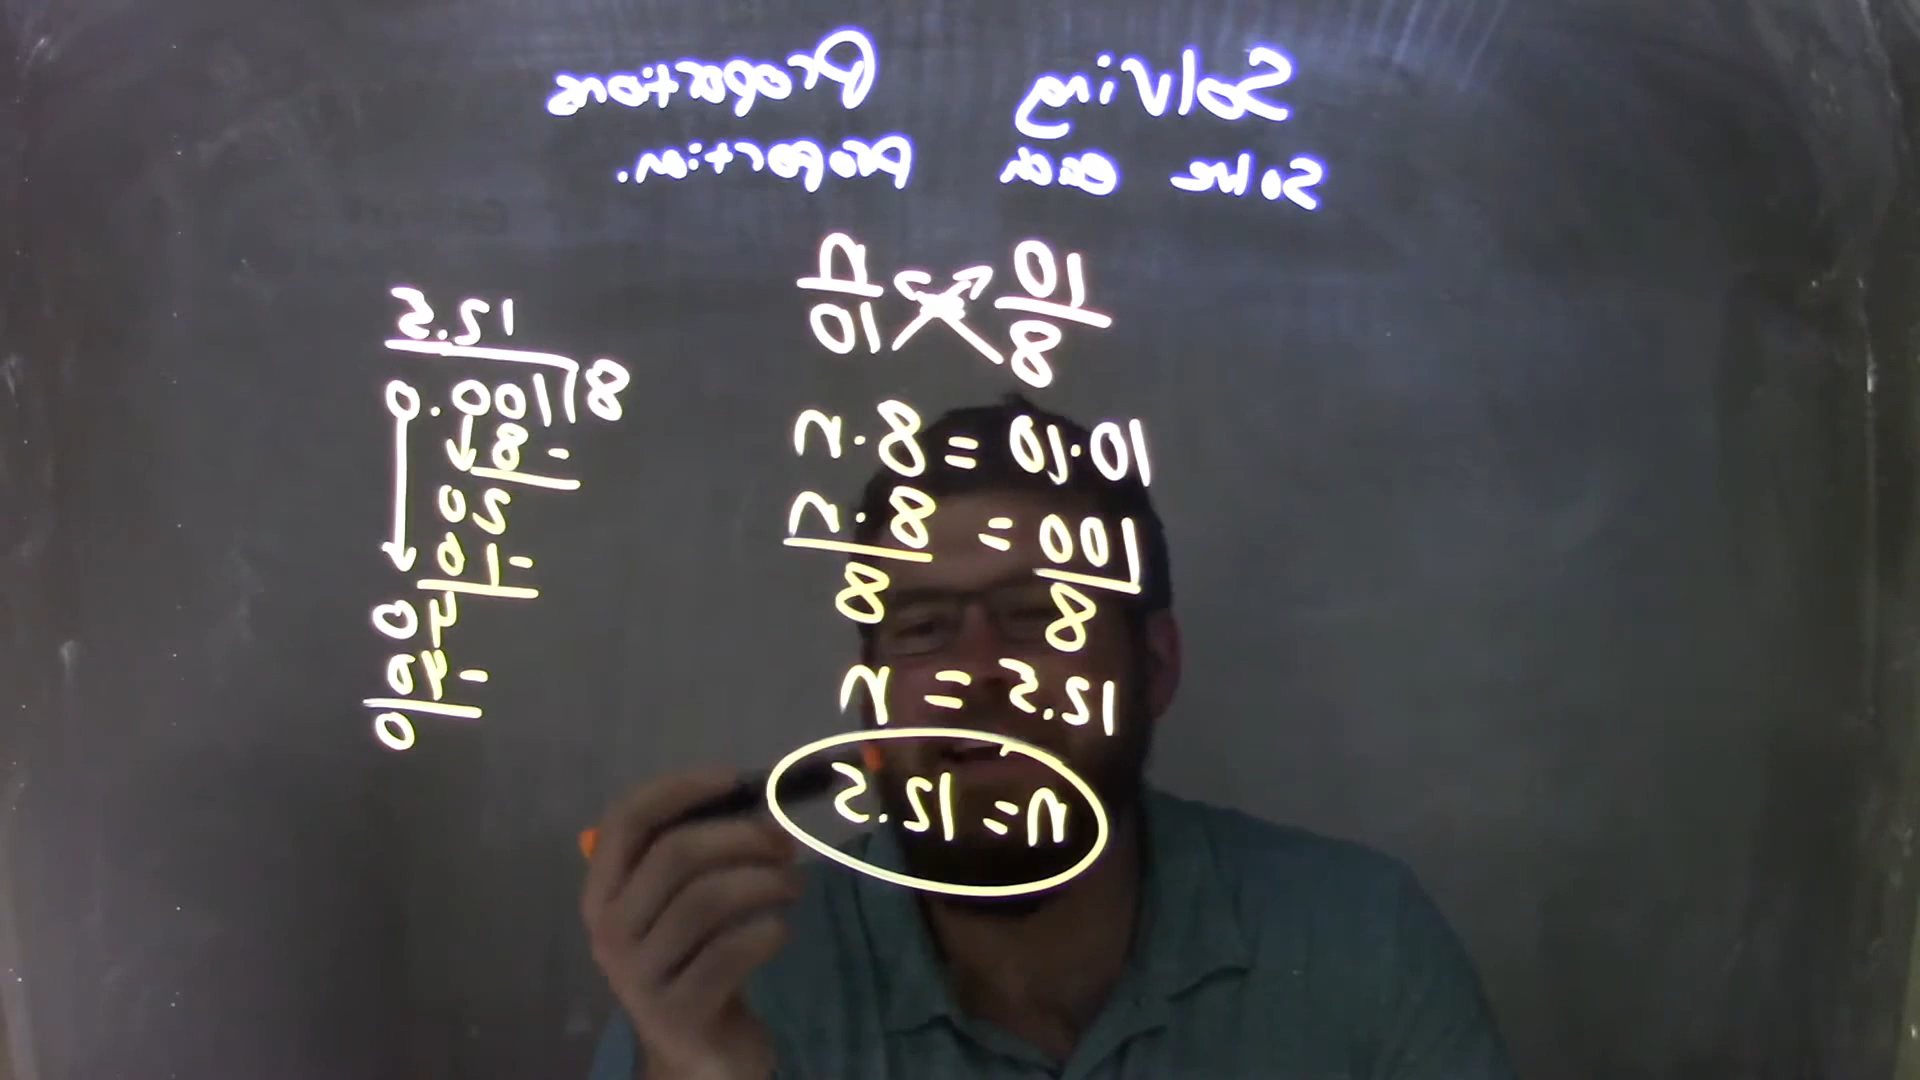 Solving Proportions
Solve each proportion.
10/8 = n/10
10·10 = 8·n
100 = 8·n
8 8
12.5 = n
n = 12.5
12.5
8 100.0
-8
20
-16
40
-40
0